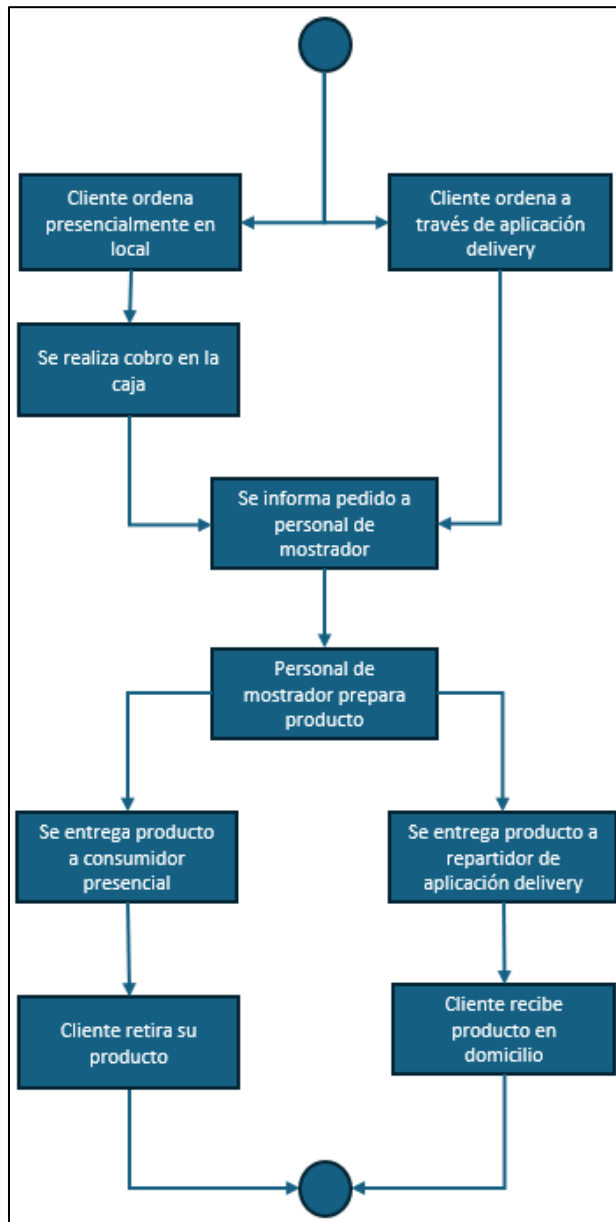 Cliente ordena
presencialmente en
local
Cliente ordena a
través de aplicación
delivery
Se realiza cobro en la
caja
Se informa pedido a
personal de
mostrador
Personal de
mostrador prepara
producto
Se entrega producto
a consumidor
presencial
Se entrega producto a
repartidor de
aplicación delivery
Cliente retira su
producto
Cliente recibe
producto en
domicilio